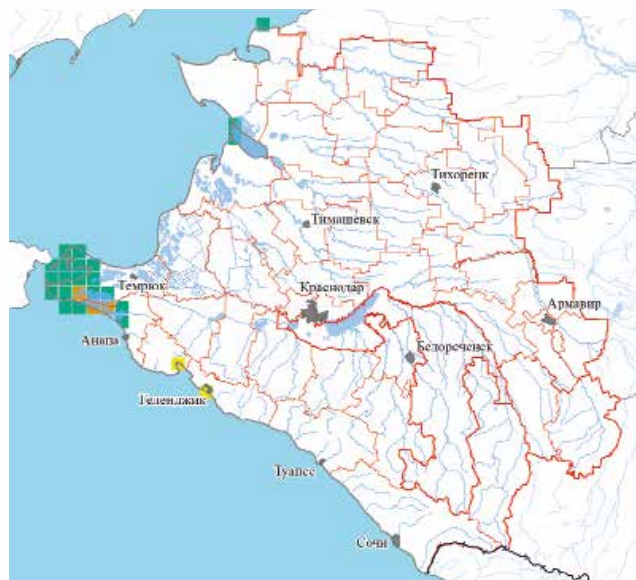 Тихорецк
Тимашевск
Темрюк
Краснодар
Армавир
Анапа
Белореченск
Геленджик
Туапсе
Сочи